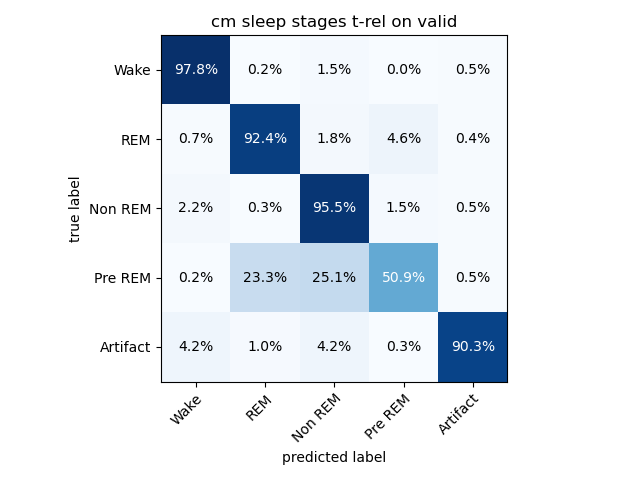 cm sleep stages t-rel on valid
true label
Wake 97.8% 0.2% 1.5% 0.0% 0.5%
REM 0.7% 92.4% 1.8% 4.6% 0.4%
Non REM 2.2% 0.3% 95.5% 1.5% 0.5%
Pre REM 0.2% 23.3% 25.1% 50.9% 0.5%
Artifact 4.2% 1.0% 4.2% 0.3% 90.3%
Wake REM Non REM Pre REM Artifact
predicted label